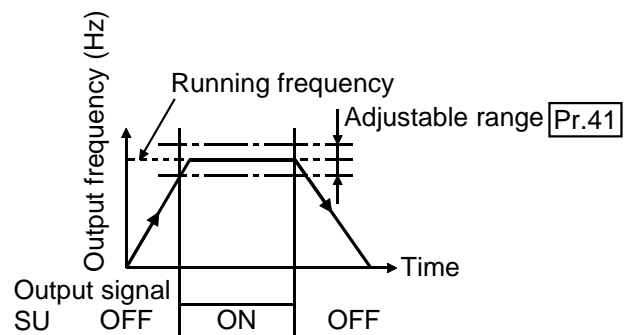 Output frequency (Hz)
Running frequency
Adjustable range Pr.41
Time
Output signal
SU OFF ON OFF